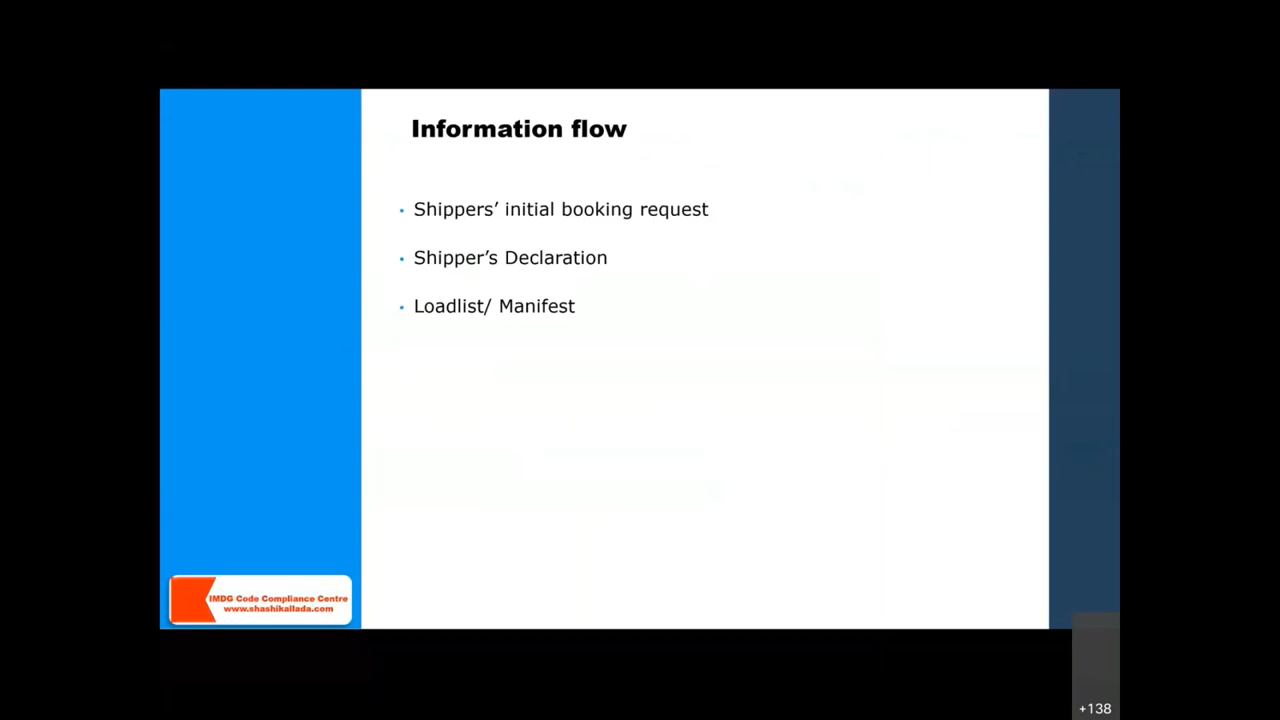 Information flow
• Shippers’ initial booking request
• Shipper’s Declaration
• Loadlist/ Manifest
IMDG Code Compliance Centre
www.shashikallada.com
+138